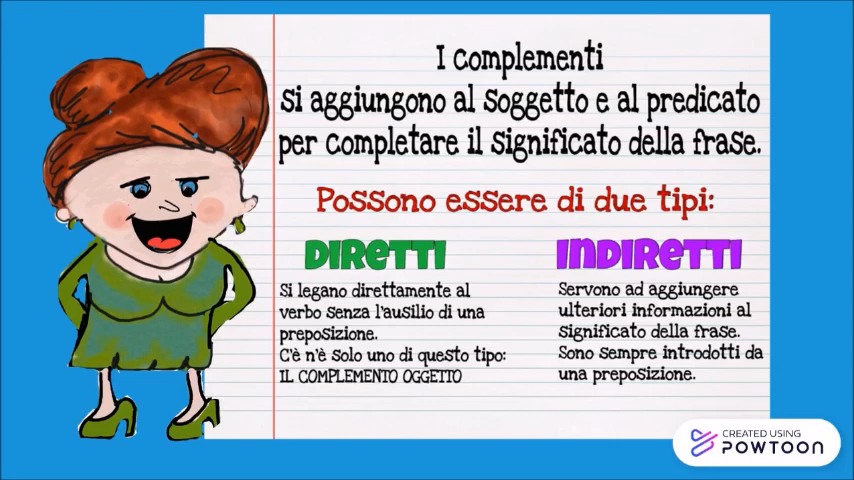 I complementi
si aggiungono al soggetto e al predicato
per completare il significato della frase.
Possono essere di due tipi:
DIRETTI
Si legano direttamente al
verbo senza l'ausilio di una
preposizione.
C'è n'è solo uno di questo tipo:
IL COMPLEMENTO OGGETTO
INDIRETTI
Servono ad aggiungere
ulteriori informazioni al
significato della frase.
Sono sempre introdotti da
una preposizione.
CREATED USING
POWTOON